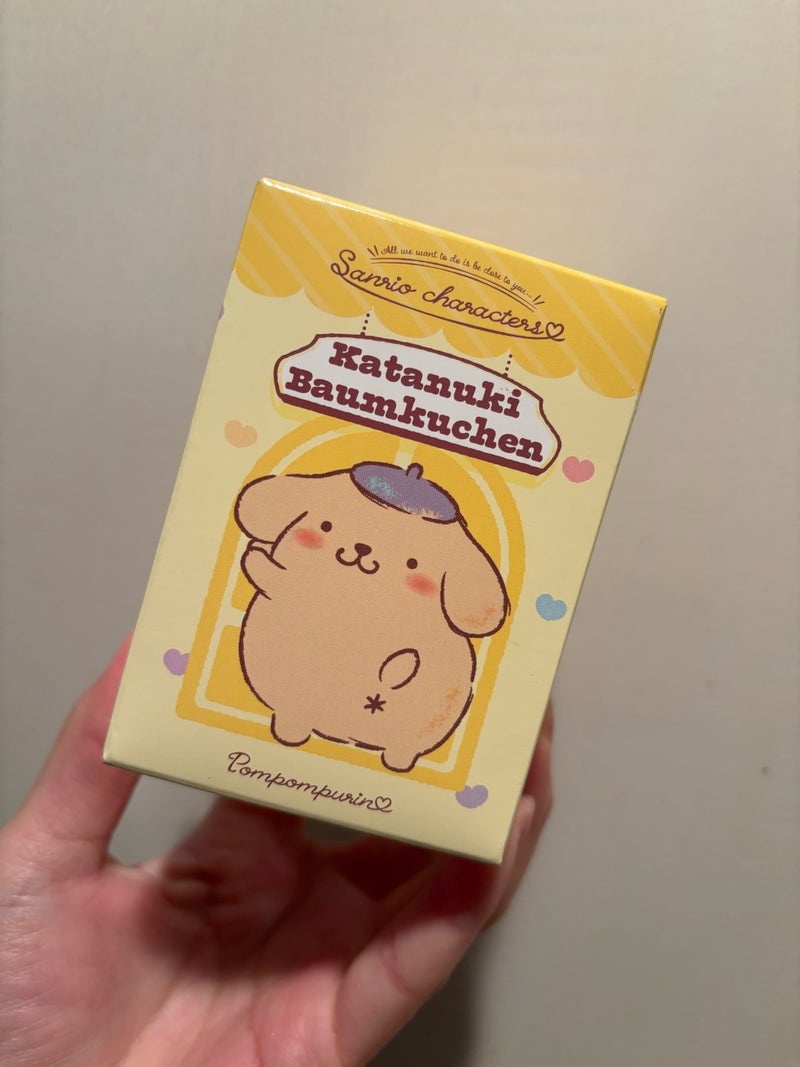 All we want to do is be close to you...
Sanrio characters♡
Katanuki
Baumkuchen
Pompompurin♡